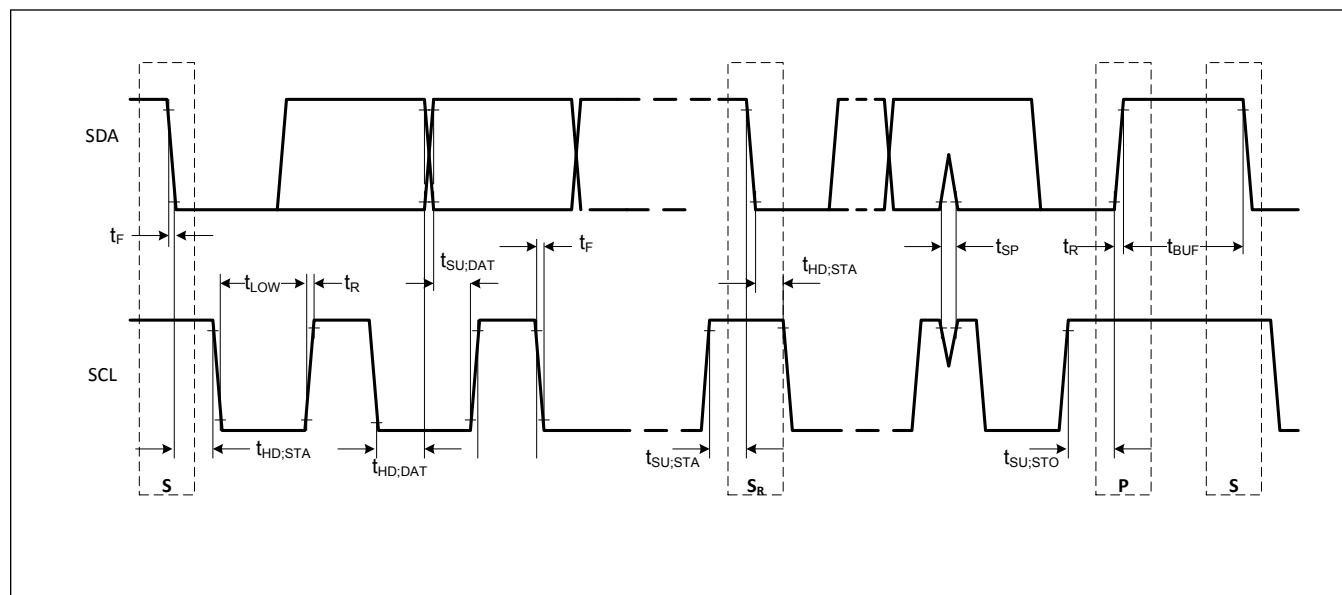 SDA
tF
tSU;DAT
tF
tHD;STA
tSP
tR
tBUF
tLOW
tR
SCL
tHD;STA
tHD;DAT
tSU;STA
tSU;STO
S
SR
P
S